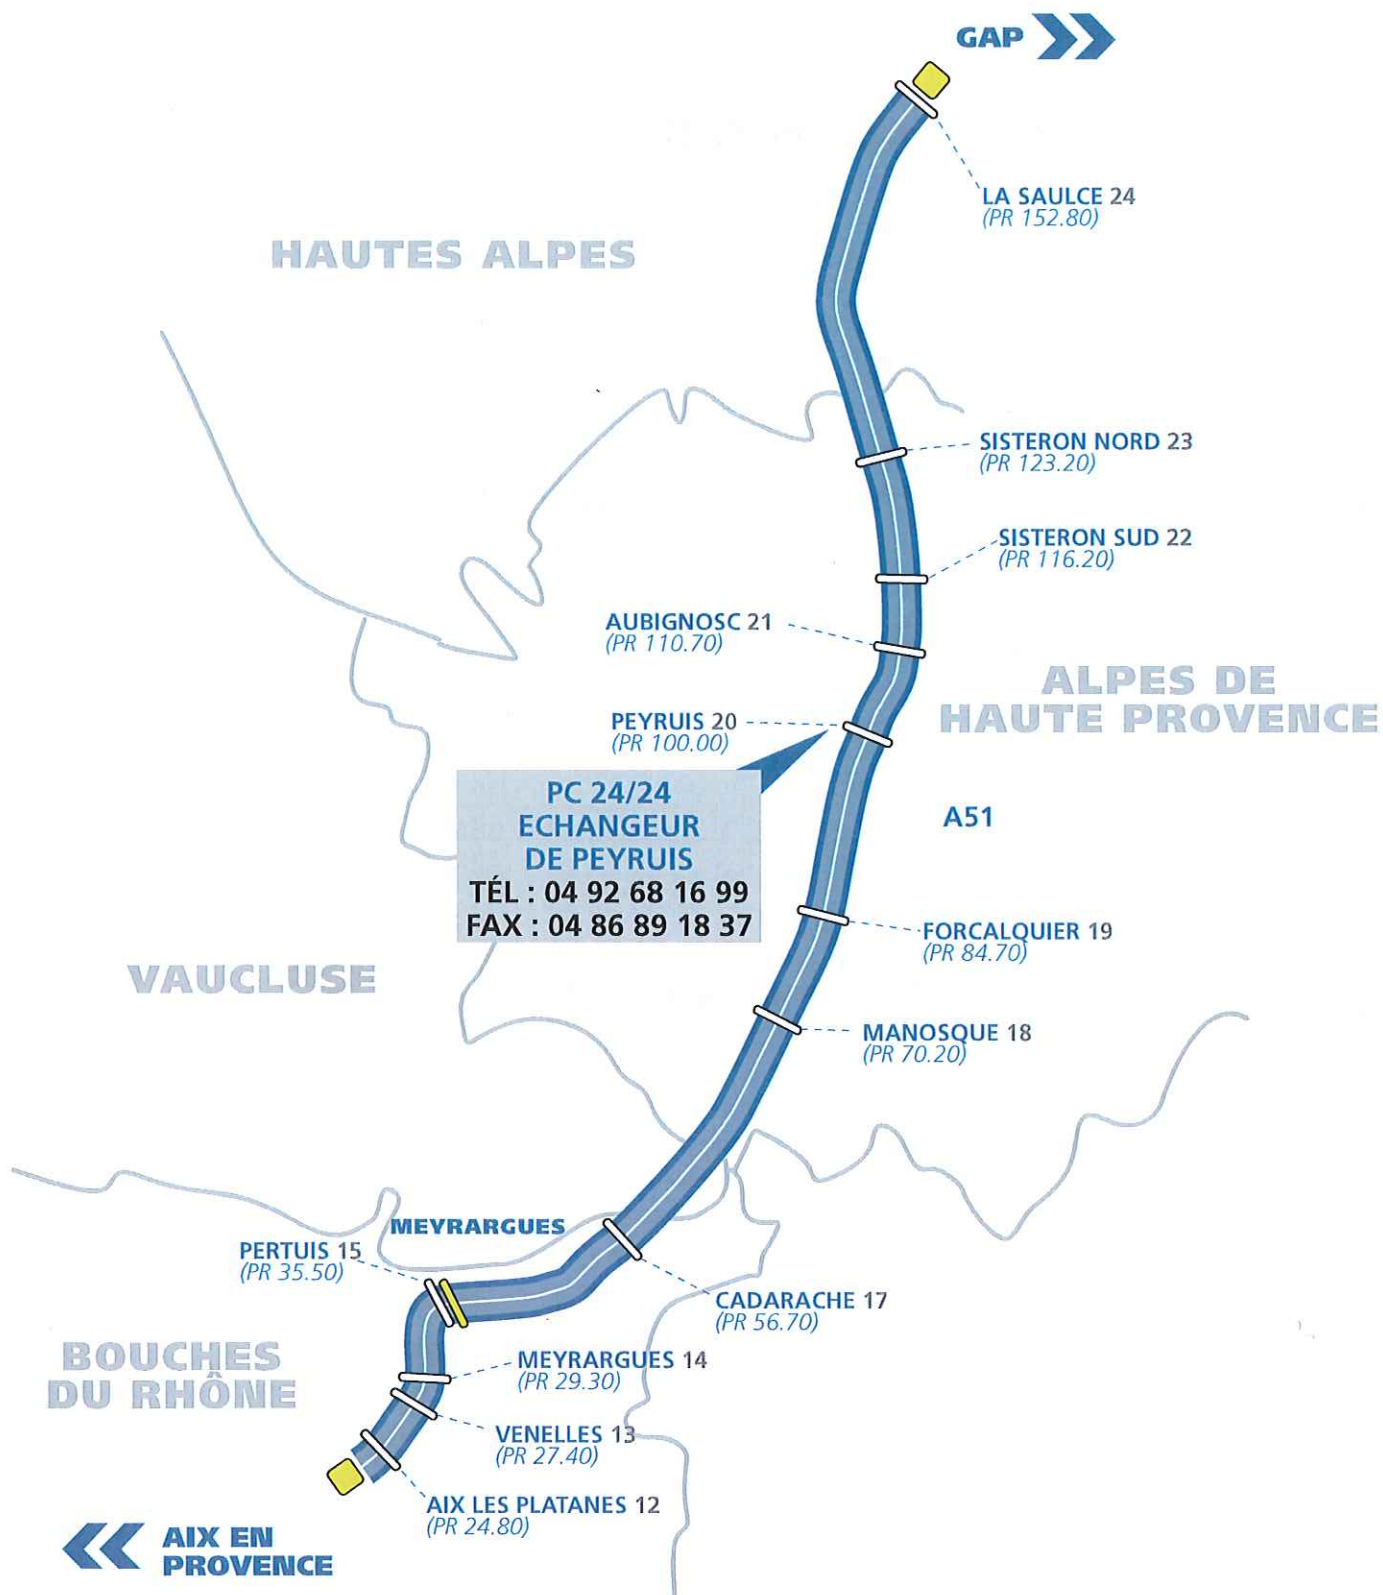 GAP
LA SAULCE 24
(PR 152.80)
HAUTES ALPES
SISTERON NORD 23
(PR 123.20)
SISTERON SUD 22
(PR 116.20)
AUBIGNOSC 21
(PR 110.70)
ALPES DE
HAUTE PROVENCE
PEYRUIS 20
(PR 100.00)
PC 24/24
ECHANGEUR
DE PEYRUIS
TÉL : 04 92 68 16 99
FAX : 04 86 89 18 37
A51
FORCALQUIER 19
(PR 84.70)
VAUCLUSE
MANOSQUE 18
(PR 70.20)
MEYRARGUES
PERTUIS 15
(PR 35.50)
CADARACHE 17
(PR 56.70)
BOUCHES
DU RHÔNE
MEYRARGUES 14
(PR 29.30)
VENELLES 13
(PR 27.40)
AIX LES PLATANES 12
(PR 24.80)
AIX EN
PROVENCE